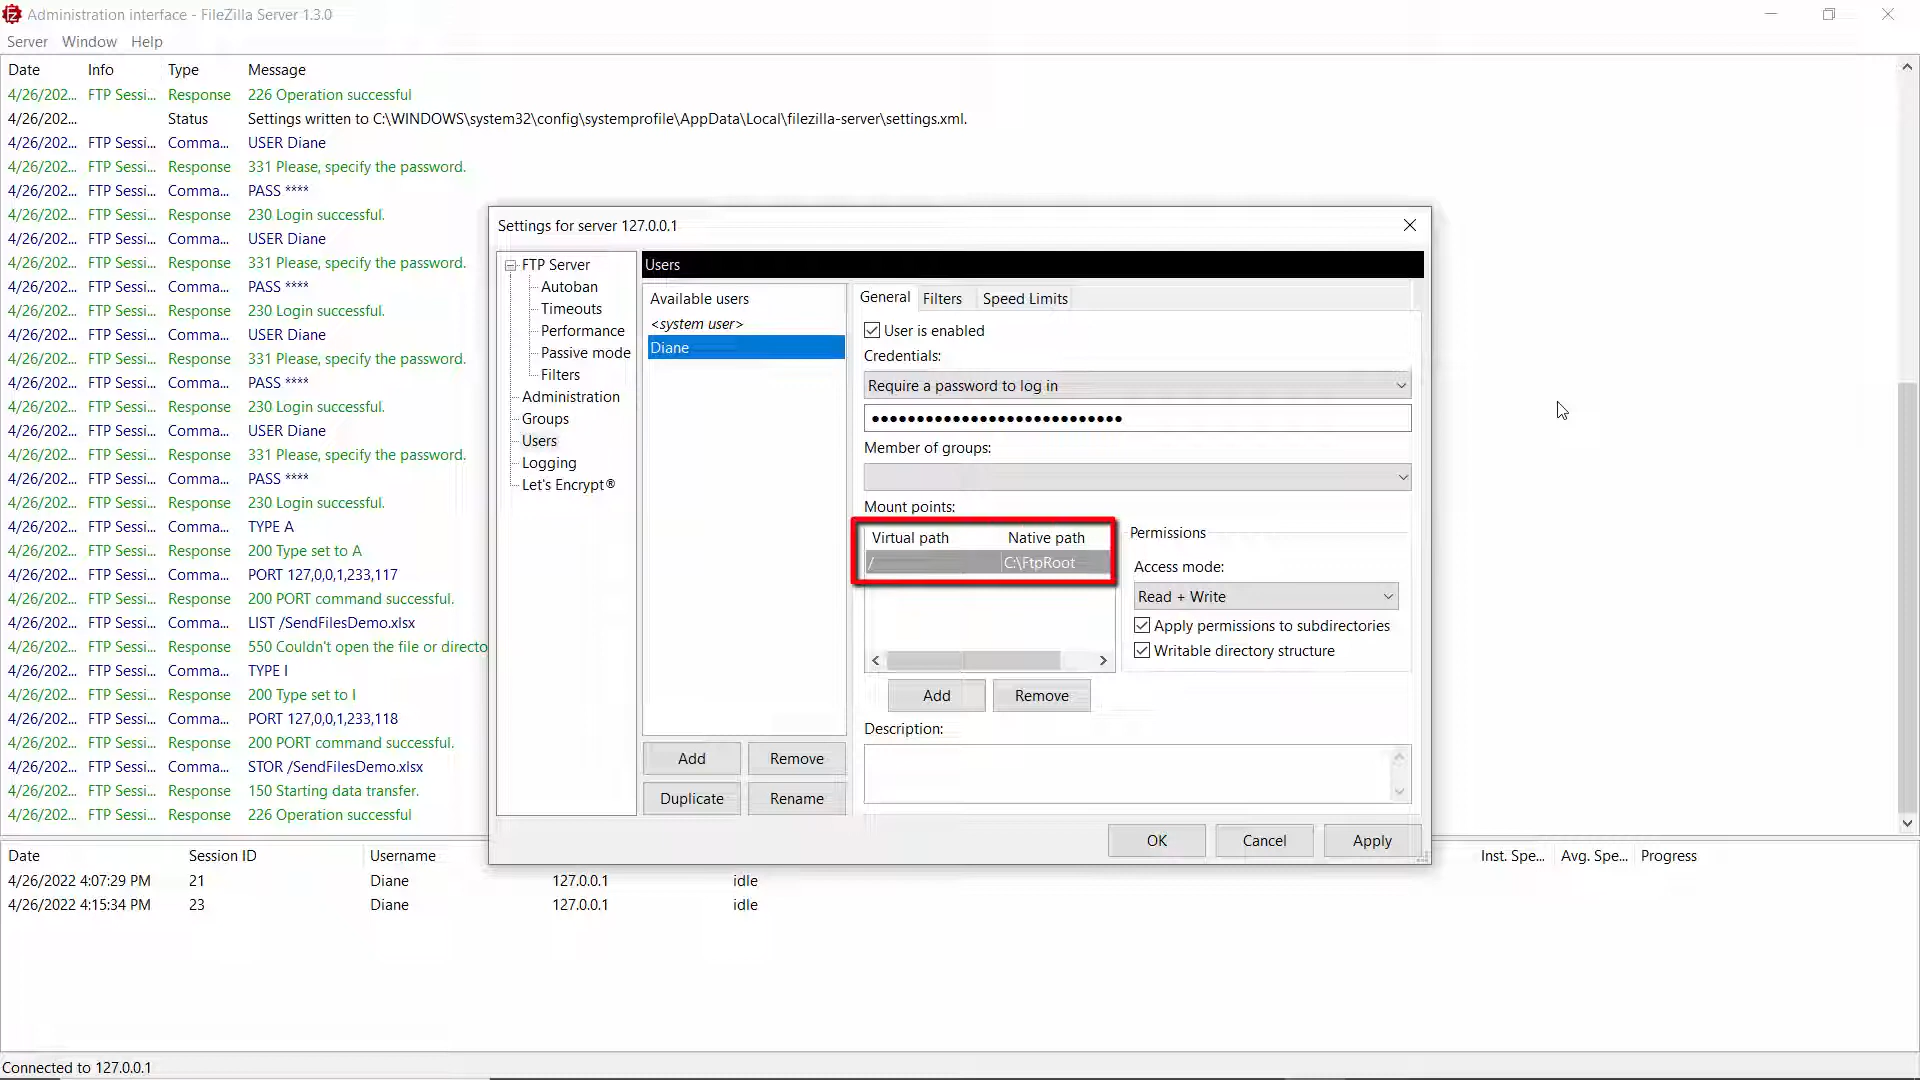 Administration interface - FileZilla Server 1.3.0
Server Window Help
Date Info Type Message
4/26/202... FTP Sessi... Response 226 Operation successful
4/26/202... Status Settings written to C:\WINDOWS\system32\config\systemprofile\AppData\Local\filezilla-server\settings.xml.
4/26/202... FTP Sessi... Comma... USER Diane
4/26/202... FTP Sessi... Response 331 Please, specify the password.
4/26/202... FTP Sessi... Comma... PASS ****
4/26/202... FTP Sessi... Response 230 Login successful.
4/26/202... FTP Sessi... Comma... USER Diane
4/26/202... FTP Sessi... Response 331 Please, specify the password.
4/26/202... FTP Sessi... Comma... PASS ****
4/26/202... FTP Sessi... Response 230 Login successful.
4/26/202... FTP Sessi... Comma... USER Diane
4/26/202... FTP Sessi... Response 331 Please, specify the password.
4/26/202... FTP Sessi... Comma... PASS ****
4/26/202... FTP Sessi... Response 230 Login successful.
4/26/202... FTP Sessi... Comma... USER Diane
4/26/202... FTP Sessi... Response 331 Please, specify the password.
4/26/202... FTP Sessi... Comma... PASS ****
4/26/202... FTP Sessi... Response 230 Login successful.
4/26/202... FTP Sessi... Comma... TYPE A
4/26/202... FTP Sessi... Response 200 Type set to A
4/26/202... FTP Sessi... Comma... PORT 127,0,0,1,233,117
4/26/202... FTP Sessi... Response 200 PORT command successful.
4/26/202... FTP Sessi... Comma... LIST /SendFilesDemo.xlsx
4/26/202... FTP Sessi... Response 550 Couldn't open the file or directo
4/26/202... FTP Sessi... Comma... TYPE I
4/26/202... FTP Sessi... Response 200 Type set to I
4/26/202... FTP Sessi... Comma... PORT 127,0,0,1,233,118
4/26/202... FTP Sessi... Response 200 PORT command successful.
4/26/202... FTP Sessi... Comma... STOR /SendFilesDemo.xlsx
4/26/202... FTP Sessi... Response 150 Starting data transfer.
4/26/202... FTP Sessi... Response 226 Operation successful
Settings for server 127.0.0.1
FTP Server
Autoban
Timeouts
Performance
Passive mode
Filters
Administration
Groups
Users
Logging
Let's Encrypt®
Users
Available users
<system user>
Diane
Add Remove
Duplicate Rename
General Filters Speed Limits
User is enabled
Credentials:
Require a password to log in
••••••••••••••••••••••••••••
Member of groups:
Mount points:
Virtual path Native path
/ C:\FtpRoot
Add Remove
Permissions
Access mode:
Read + Write
Apply permissions to subdirectories
Writable directory structure
Description:
OK Cancel Apply
Date Session ID Username Inst. Spe... Avg. Spe... Progress
4/26/2022 4:07:29 PM 21 Diane 127.0.0.1 idle
4/26/2022 4:15:34 PM 23 Diane 127.0.0.1 idle
Connected to 127.0.0.1